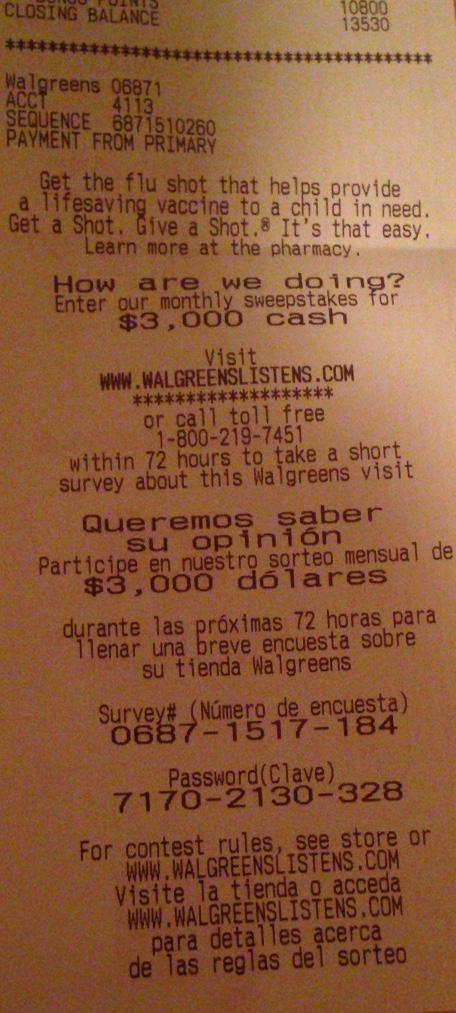 POINTS 10800
CLOSING BALANCE 13530
******************************************
Walgreens 06871
ACCT 4113
SEQUENCE 6871510260
PAYMENT FROM PRIMARY
Get the flu shot that helps provide
a lifesaving vaccine to a child in need.
Get a Shot. Give a Shot.® It's that easy.
Learn more at the pharmacy.
How are we doing?
Enter our monthly sweepstakes for
$3,000 cash
Visit
WWW.WALGREENSLISTENS.COM
*******************
or call toll free
1-800-219-7451
within 72 hours to take a short
survey about this Walgreens visit
Queremos saber
su opinión
Participe en nuestro sorteo mensual de
$3,000 dólares
durante las próximas 72 horas para
llenar una breve encuesta sobre
su tienda Walgreens
Survey# (Número de encuesta)
0687-1517-184
Password(Clave)
7170-2130-328
For contest rules, see store or
WWW.WALGREENSLISTENS.COM
Visite la tienda o acceda
WWW.WALGREENSLISTENS.COM
para detalles acerca
de las reglas del sorteo